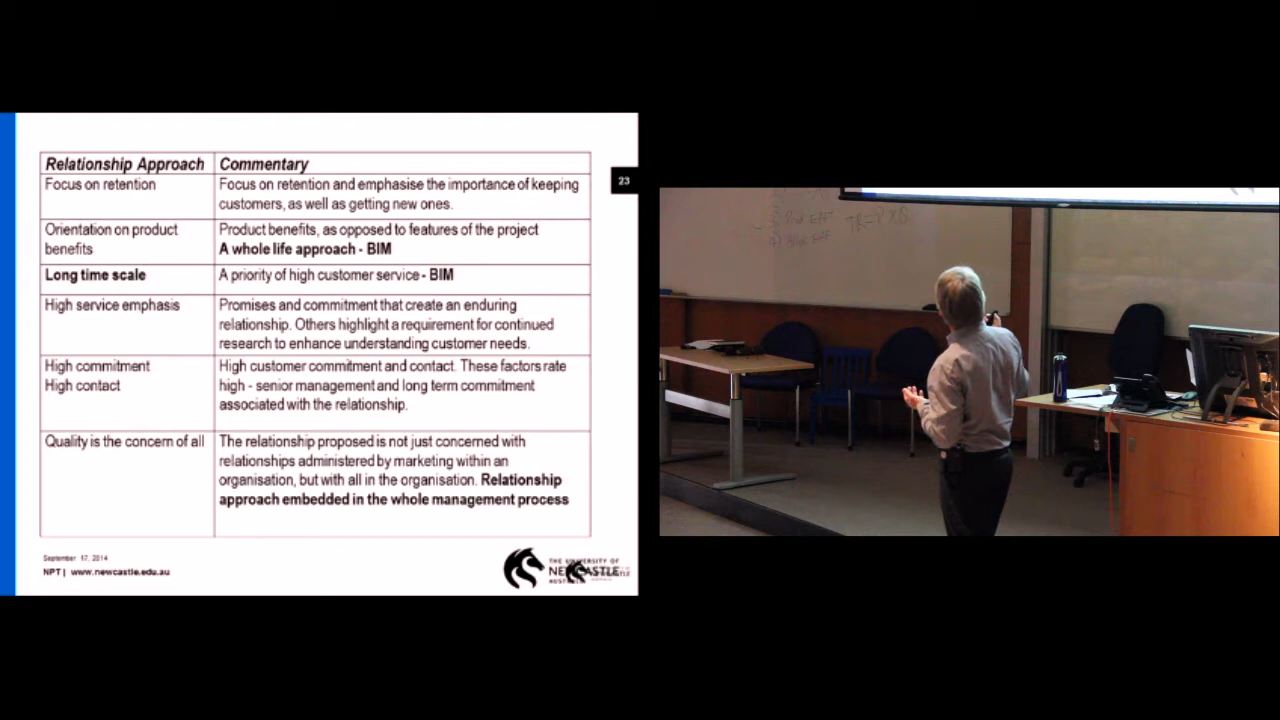 Relationship Approach
Commentary
Focus on retention
Focus on retention and emphasise the importance of keeping
customers, as well as getting new ones.
Orientation on product
benefits
Product benefits, as opposed to features of the project
A whole life approach - BIM
Long time scale
A priority of high customer service - BIM
High service emphasis
Promises and commitment that create an enduring
relationship. Others highlight a requirement for continued
research to enhance understanding customer needs.
High commitment
High contact
High customer commitment and contact. These factors rate
high - senior management and long term commitment
associated with the relationship.
Quality is the concern of all
The relationship proposed is not just concerned with
relationships administered by marketing within an
organisation, but with all in the organisation. Relationship
approach embedded in the whole management process
23
September 17, 2014
NPT | www.newcastle.edu.au
THE UNIVERSITY OF
NEWCASTLE
AUSTRALIA
TR = P X Q